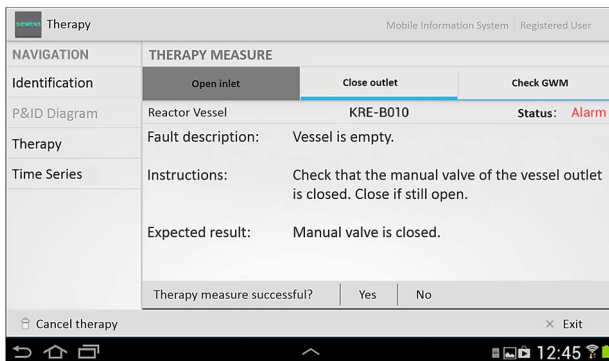 SIEMENS Therapy Mobile Information System Registered User
NAVIGATION THERAPY MEASURE
Identification Open inlet Close outlet Check GWM
P&ID Diagram Reactor Vessel KRE-B010 Status: Alarm
Therapy Fault description: Vessel is empty.
Time Series Instructions: Check that the manual valve of the vessel outlet
is closed. Close if still open.
Expected result: Manual valve is closed.
Therapy measure successful? Yes No
Cancel therapy × Exit
12:45